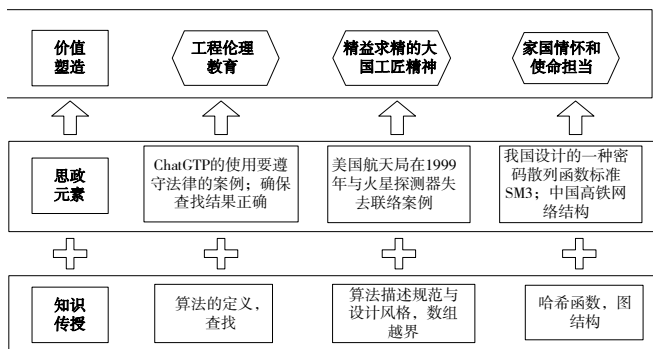 价值
塑造
工程伦理
教育
精益求精的大
国工匠精神
家国情怀和
使命担当
思政
元素
ChatGTP的使用要遵
守法律的案例；确保
查找结果正确
美国航天局在1999
年与火星探测器失
去联络案例
我国设计的一种密
码散列函数标准
SM3；中国高铁网
络结构
知识
传授
算法的定义，
查找
算法描述规范与
设计风格，数组
越界
哈希函数，图
结构